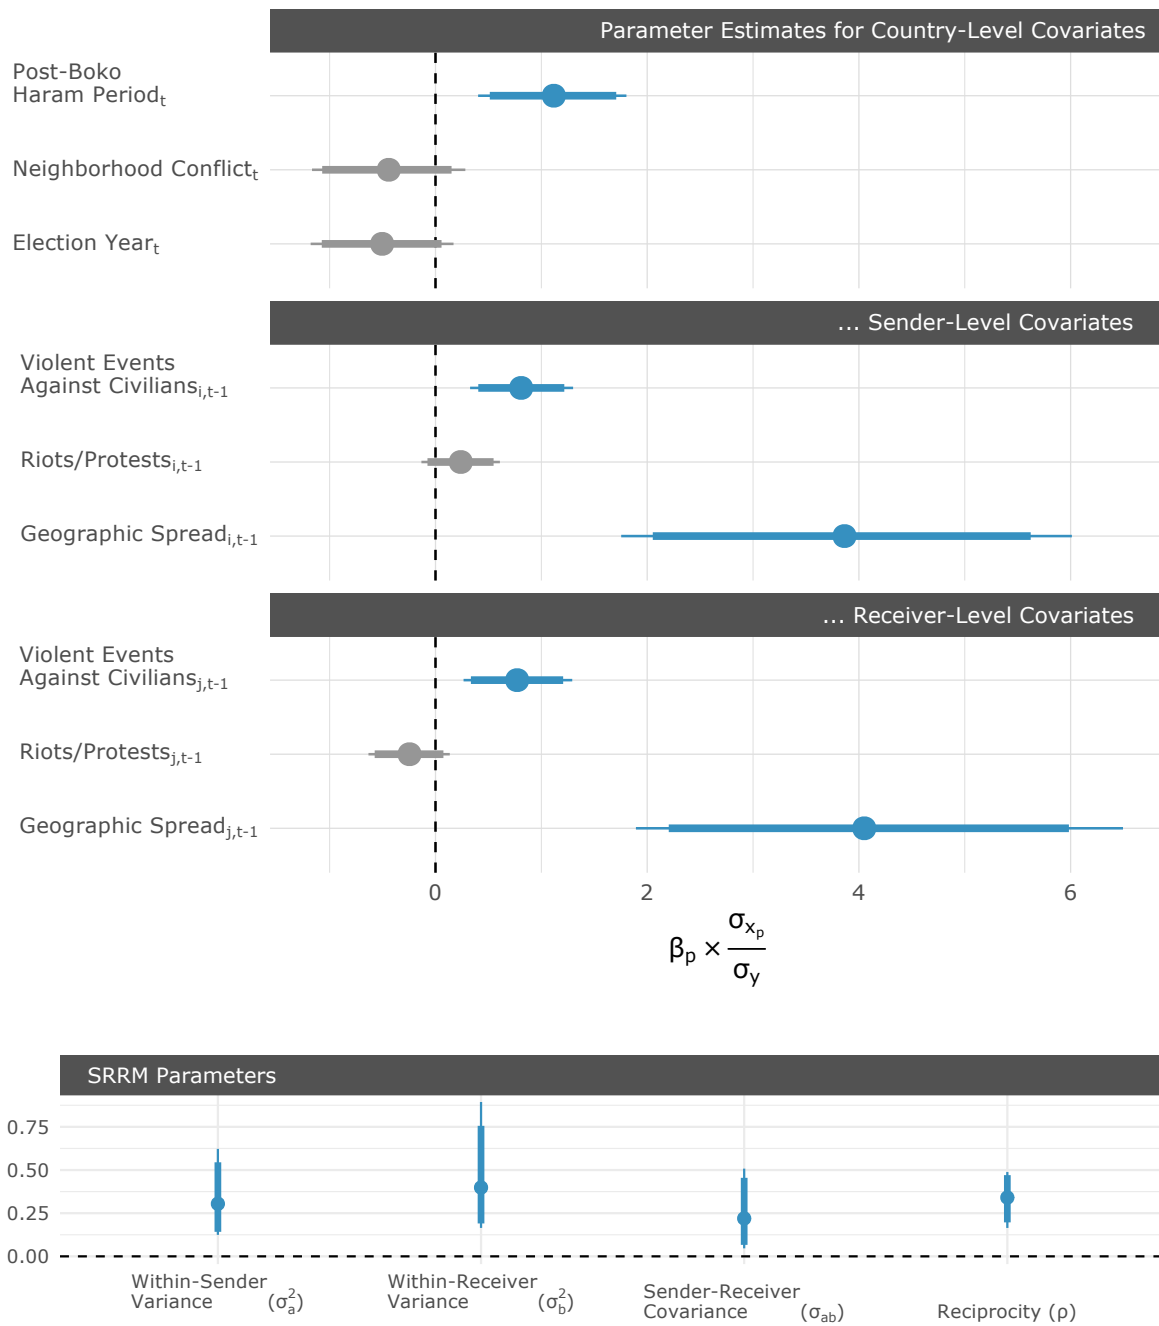 Parameter Estimates for Country-Level Covariates
Post-Boko
Haram Periodₜ
Neighborhood Conflictₜ
Election Yearₜ
... Sender-Level Covariates
Violent Events
Against Civiliansᵢ,ₜ₋₁
Riots/Protestsᵢ,ₜ₋₁
Geographic Spreadᵢ,ₜ₋₁
... Receiver-Level Covariates
Violent Events
Against Civiliansⱼ,ₜ₋₁
Riots/Protestsⱼ,ₜ₋₁
Geographic Spreadⱼ,ₜ₋₁
0 2 4 6
βₚ × σₓₚ / σy
SRRM Parameters
0.75
0.50
0.25
0.00
Within-Sender
Variance (σ²ₐ)
Within-Receiver
Variance (σ²b)
Sender-Receiver
Covariance (σab)
Reciprocity (ρ)